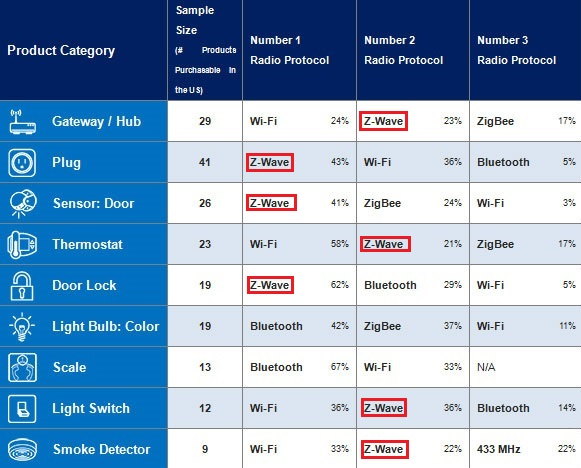 Product Category
Sample
Size
(# Products
Purchasable in
the US)
Number 1
Radio Protocol
Number 2
Radio Protocol
Number 3
Radio Protocol
Gateway / Hub 29 Wi-Fi 24% Z-Wave 23% ZigBee 17%
Plug 41 Z-Wave 43% Wi-Fi 36% Bluetooth 5%
Sensor: Door 26 Z-Wave 41% ZigBee 24% Wi-Fi 3%
Thermostat 23 Wi-Fi 58% Z-Wave 21% ZigBee 17%
Door Lock 19 Z-Wave 62% Bluetooth 29% Wi-Fi 5%
Light Bulb: Color 19 Bluetooth 42% ZigBee 37% Wi-Fi 11%
Scale 13 Bluetooth 67% Wi-Fi 33% N/A
Light Switch 12 Wi-Fi 36% Z-Wave 36% Bluetooth 14%
Smoke Detector 9 Wi-Fi 33% Z-Wave 22% 433 MHz 22%